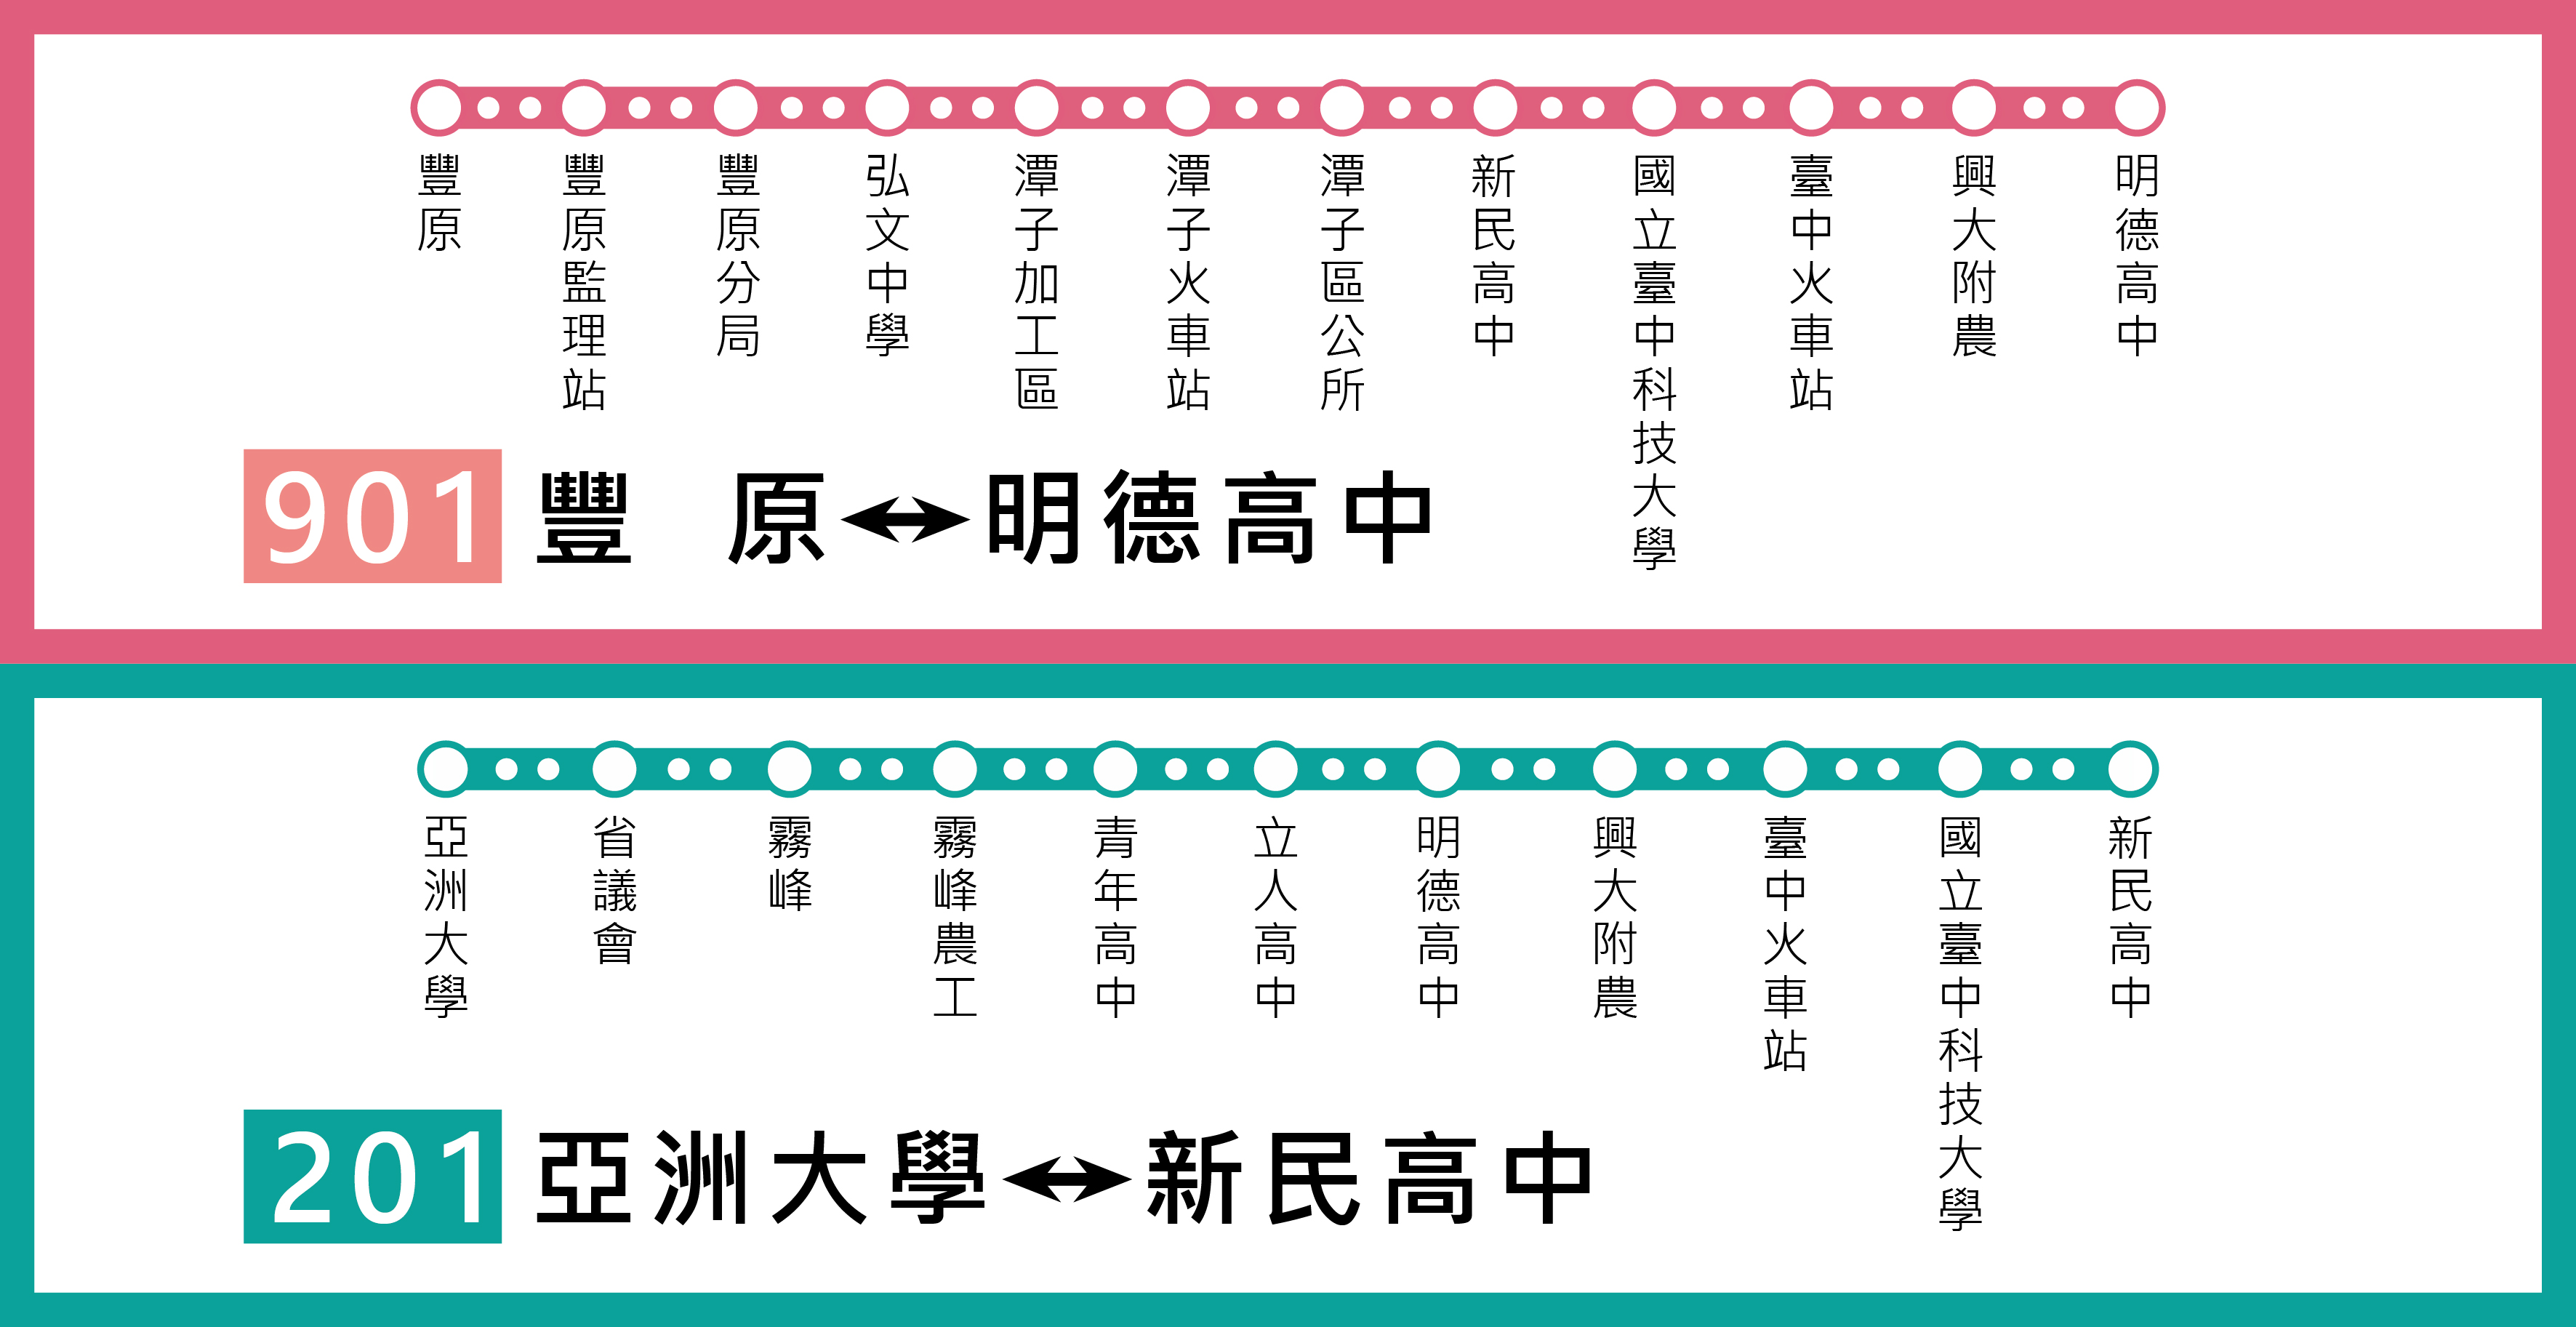 豐原
豐原監理站
豐原分局
弘文中學
潭子加工區
潭子火車站
潭子區公所
新民高中
國立臺中科技大學
臺中火車站
興大附農
明德高中
901 豐 原↔明德高中
亞洲大學
省議會
霧峰
霧峰農工
青年高中
立人高中
明德高中
興大附農
臺中火車站
國立臺中科技大學
新民高中
201 亞洲大學↔新民高中